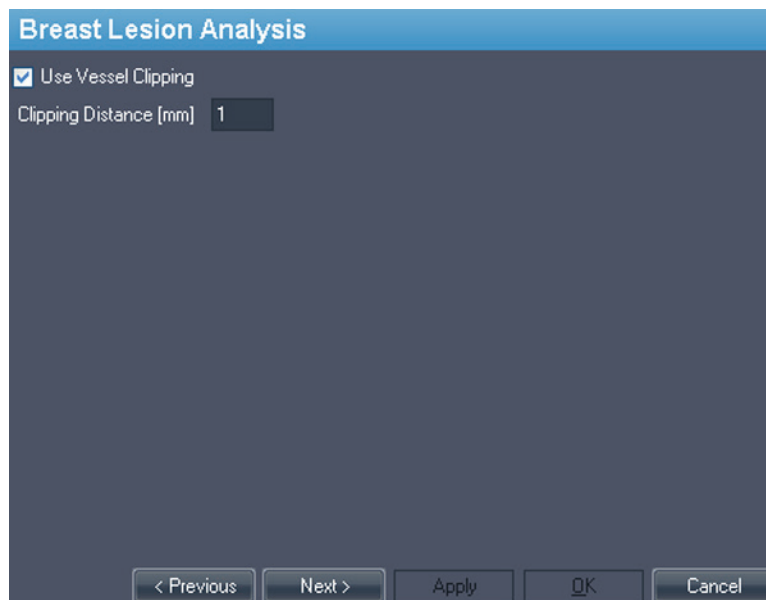 Breast Lesion Analysis
Use Vessel Clipping
Clipping Distance [mm] 1
< Previous Next > Apply OK Cancel